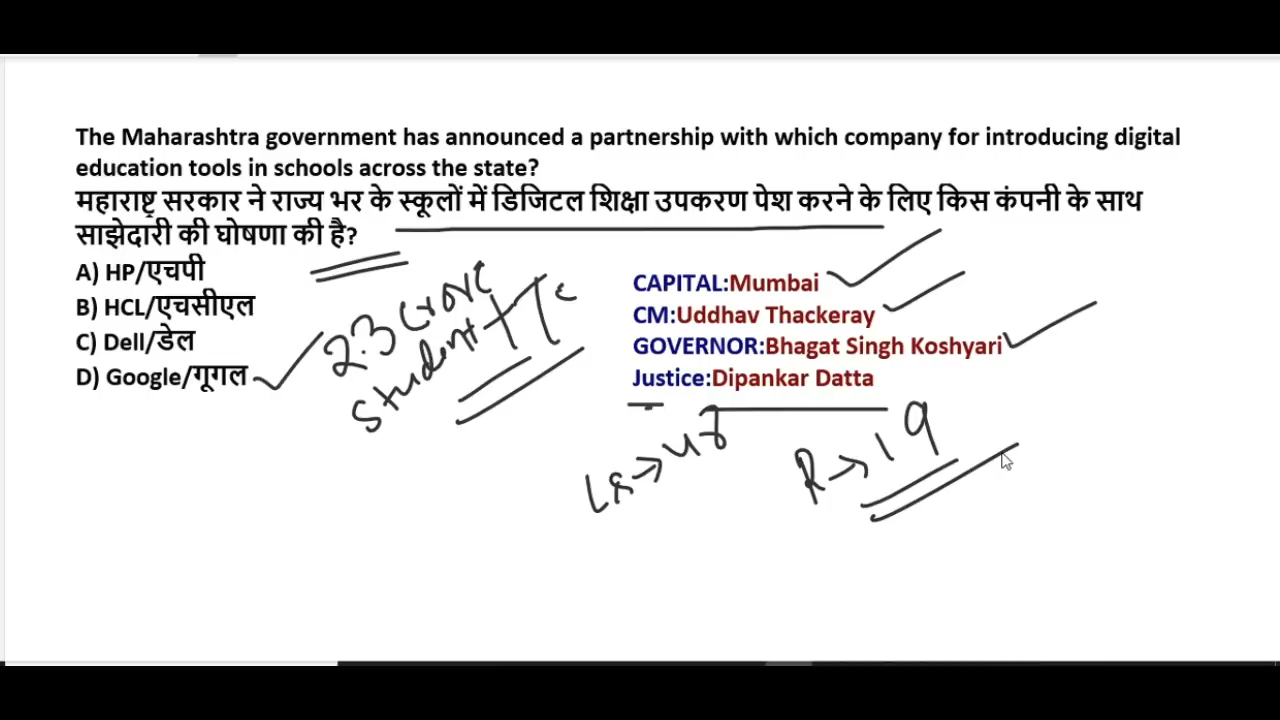 The Maharashtra government has announced a partnership with which company for introducing digital
education tools in schools across the state?
महाराष्ट्र सरकार ने राज्य भर के स्कूलों में डिजिटल शिक्षा उपकरण पेश करने के लिए किस कंपनी के साथ
साझेदारी की घोषणा की है?
A) HP/एचपी
B) HCL/एचसीएल
C) Dell/डेल
D) Google/गूगल
2.3 crore
student +
CAPITAL:Mumbai
CM:Uddhav Thackeray
GOVERNOR:Bhagat Singh Koshyari
Justice:Dipankar Datta
LS→48
R→19